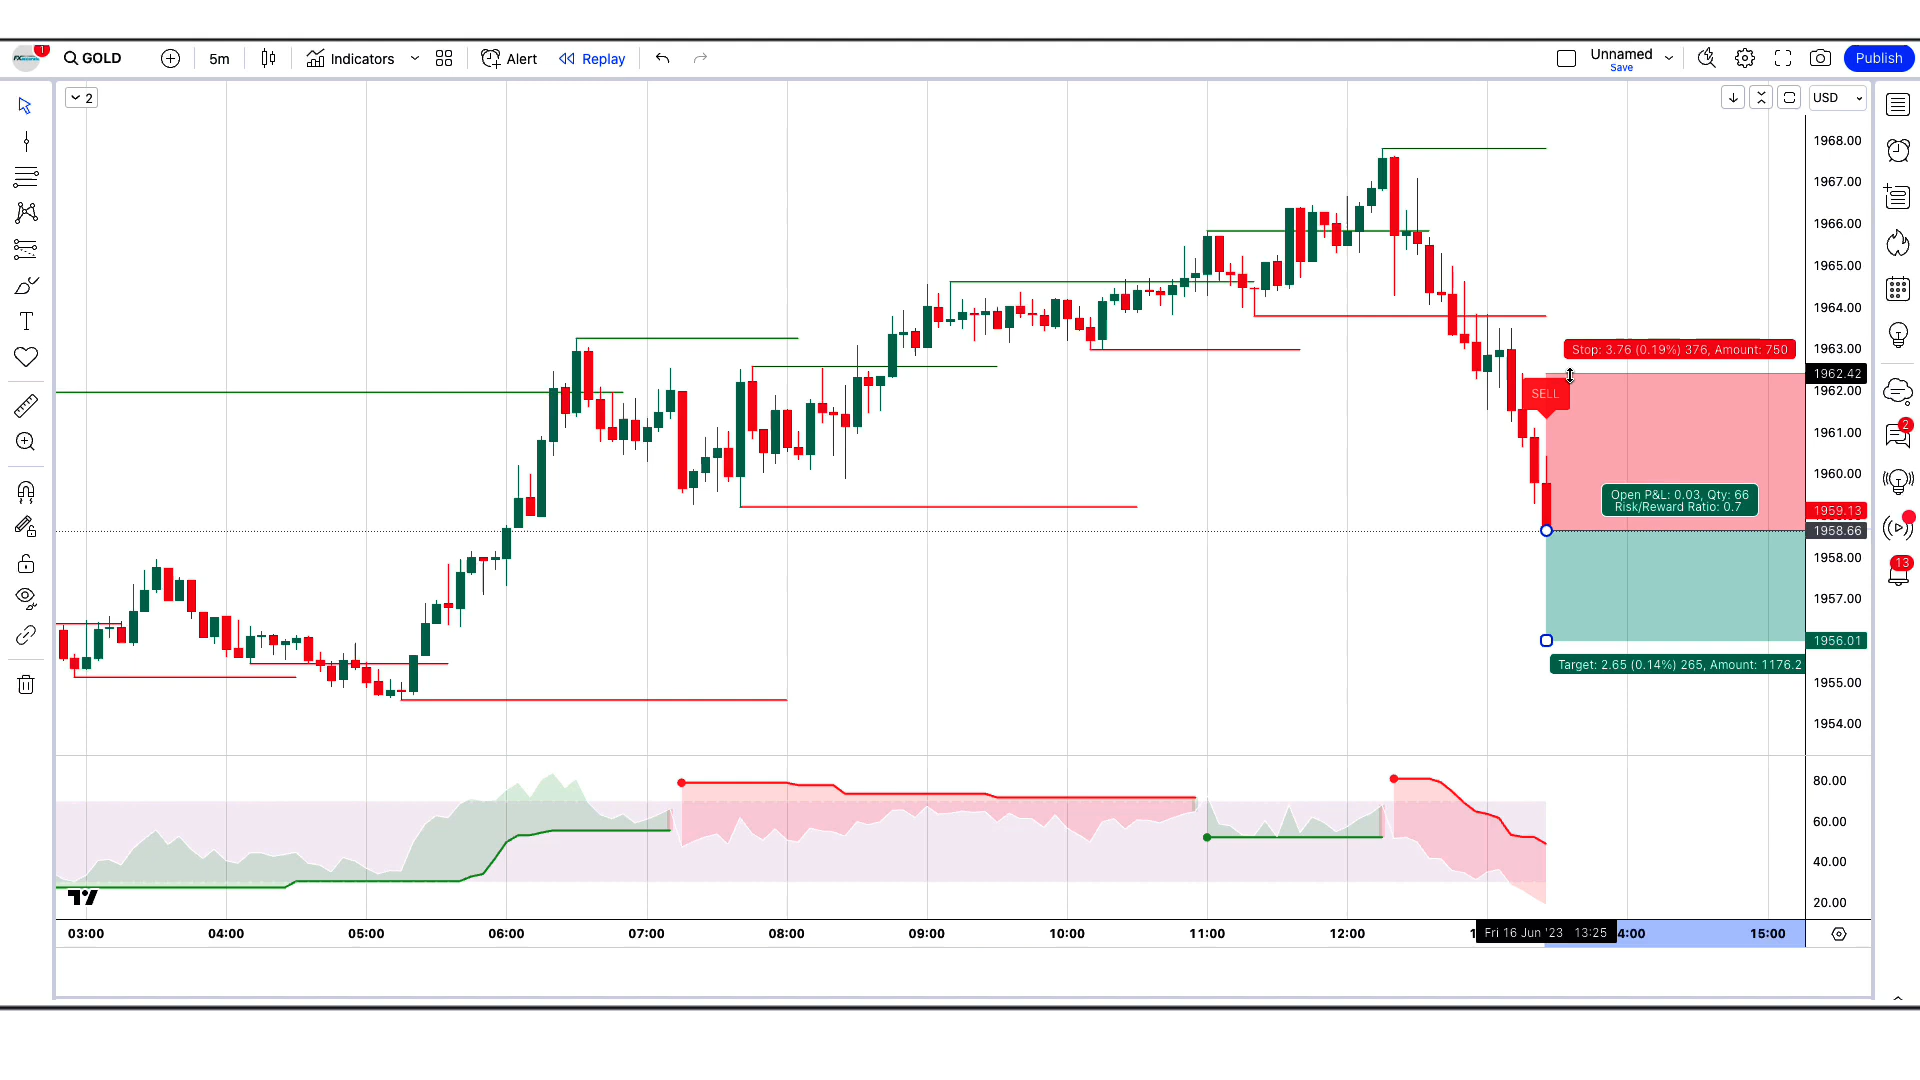 1
GOLD
5m
Indicators
Alert
Replay
Unnamed
Save
Publish
2
USD
1968.00
1967.00
1966.00
1965.00
1964.00
1963.00
Stop: 3.76 (0.19%) 376, Amount: 750
1962.42
1962.00
SELL
1961.00
1960.00
Open P&L: 0.03, Qty: 66
Risk/Reward Ratio: 0.7
1959.13
1958.66
1958.00
1957.00
1956.01
Target: 2.65 (0.14%) 265, Amount: 1176.2
1955.00
1954.00
2
13
80.00
60.00
40.00
20.00
03:00
04:00
05:00
06:00
07:00
08:00
09:00
10:00
11:00
12:00
Fri 16 Jun '23 13:25
4:00
15:00